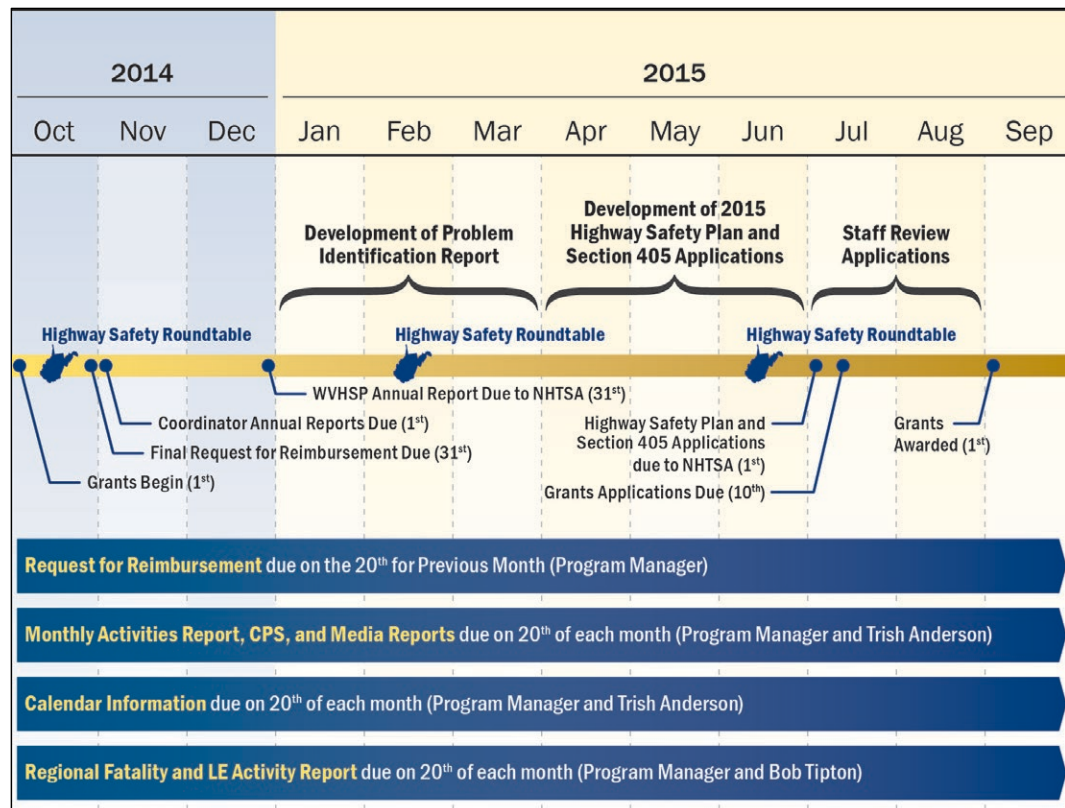 2014
2015
Oct Nov Dec Jan Feb Mar Apr May Jun Jul Aug Sep
Development of Problem
Identification Report
Development of 2015
Highway Safety Plan and
Section 405 Applications
Staff Review
Applications
Highway Safety Roundtable
Highway Safety Roundtable
Highway Safety Roundtable
WVHSP Annual Report Due to NHTSA (31st)
Coordinator Annual Reports Due (1st)
Final Request for Reimbursement Due (31st)
Grants Begin (1st)
Highway Safety Plan and
Section 405 Applications
due to NHTSA (1st)
Grants Applications Due (10th)
Grants
Awarded (1st)
Request for Reimbursement due on the 20th for Previous Month (Program Manager)
Monthly Activities Report, CPS, and Media Reports due on 20th of each month (Program Manager and Trish Anderson)
Calendar Information due on 20th of each month (Program Manager and Trish Anderson)
Regional Fatality and LE Activity Report due on 20th of each month (Program Manager and Bob Tipton)